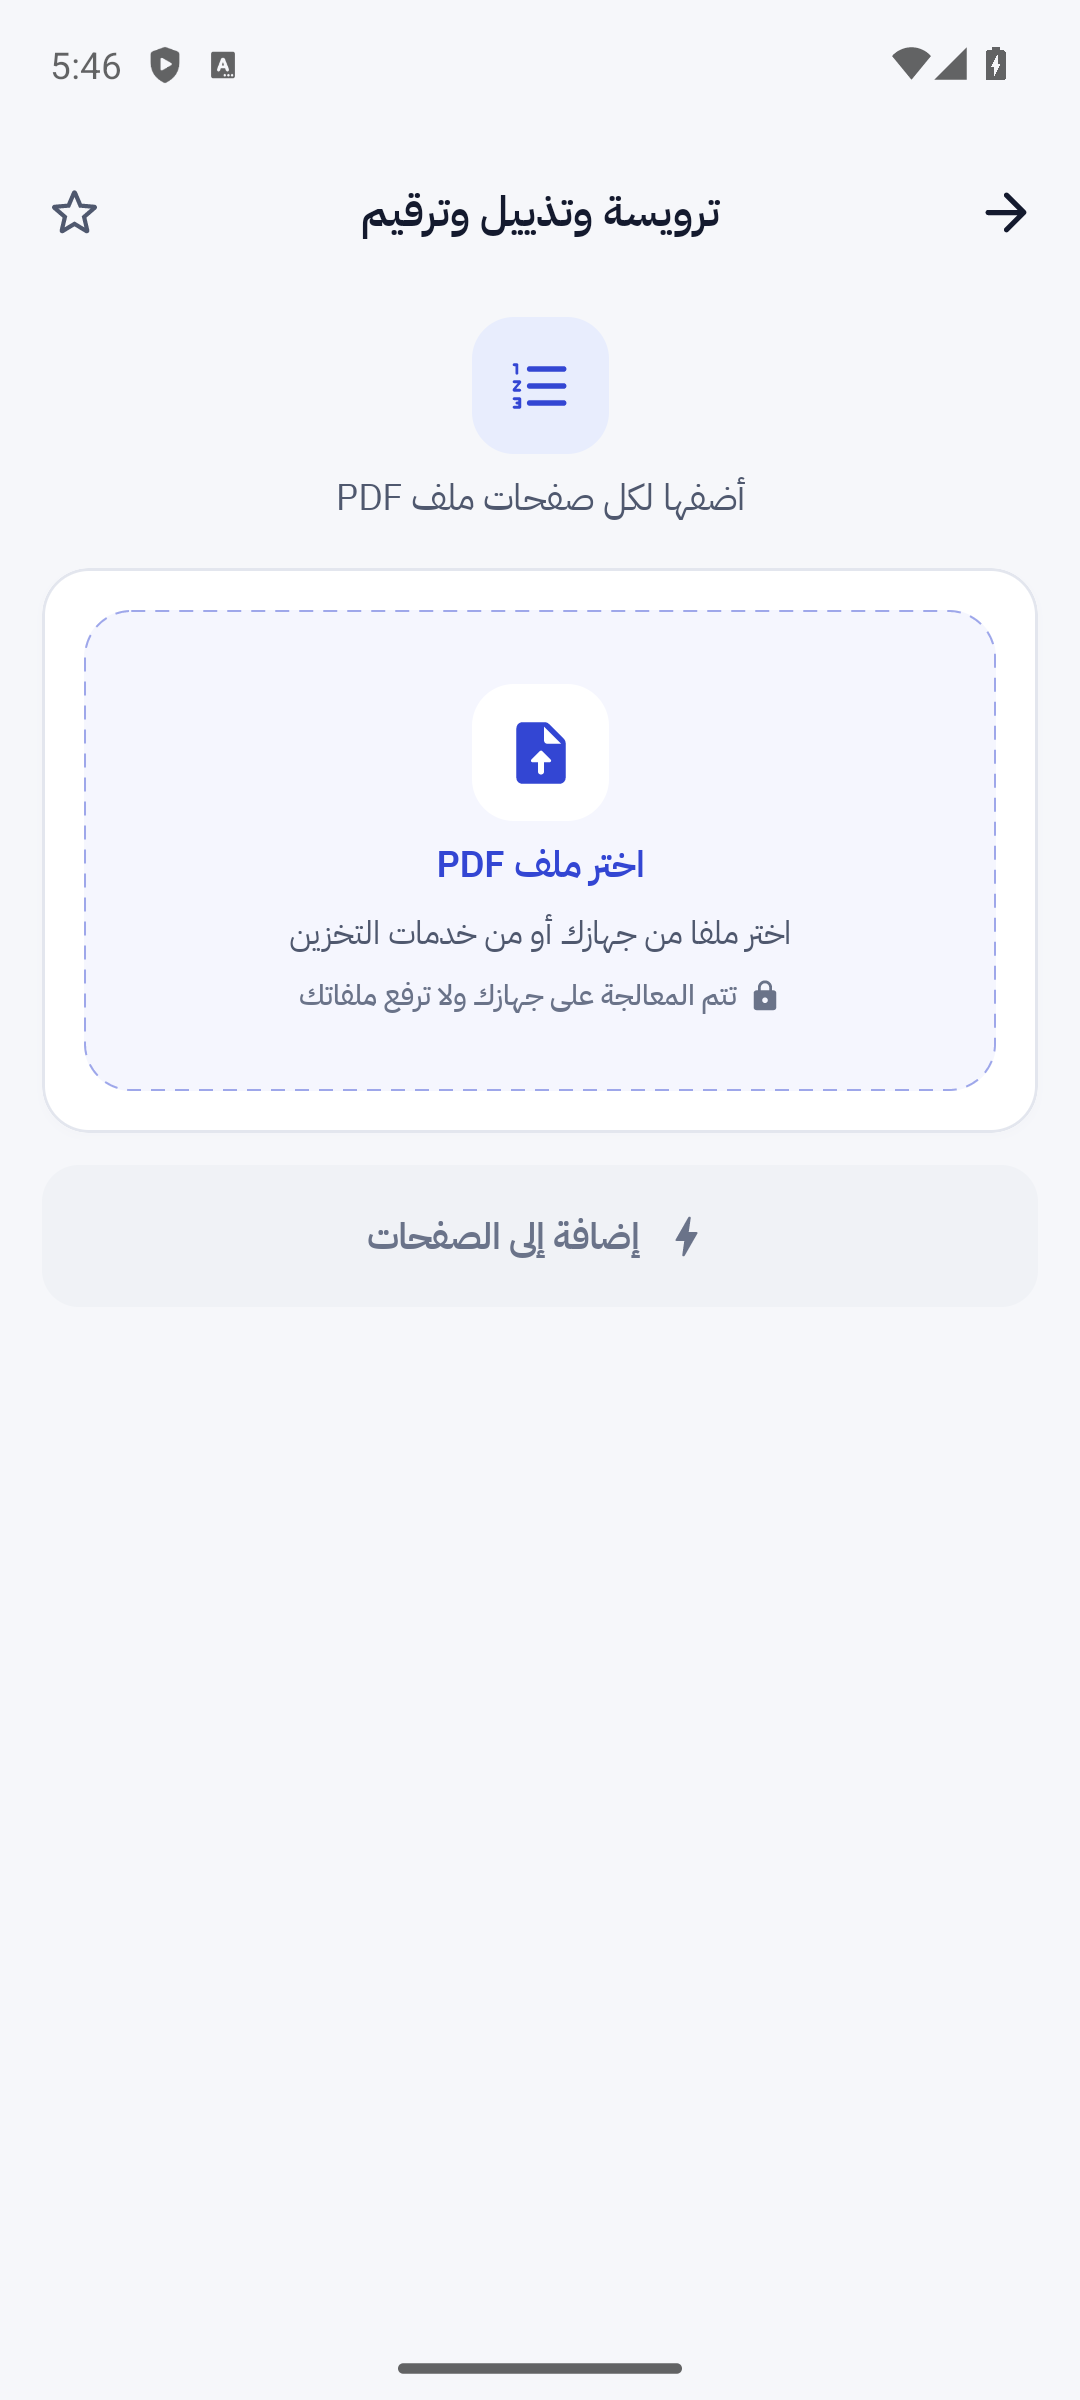 5:46
ترويسة وتذييل وترقيم
أضفها لكل صفحات ملف PDF
اختر ملف PDF
اختر ملفا من جهازك أو من خدمات التخزين
تتم المعالجة على جهازك ولا ترفع ملفاتك
إضافة إلى الصفحات